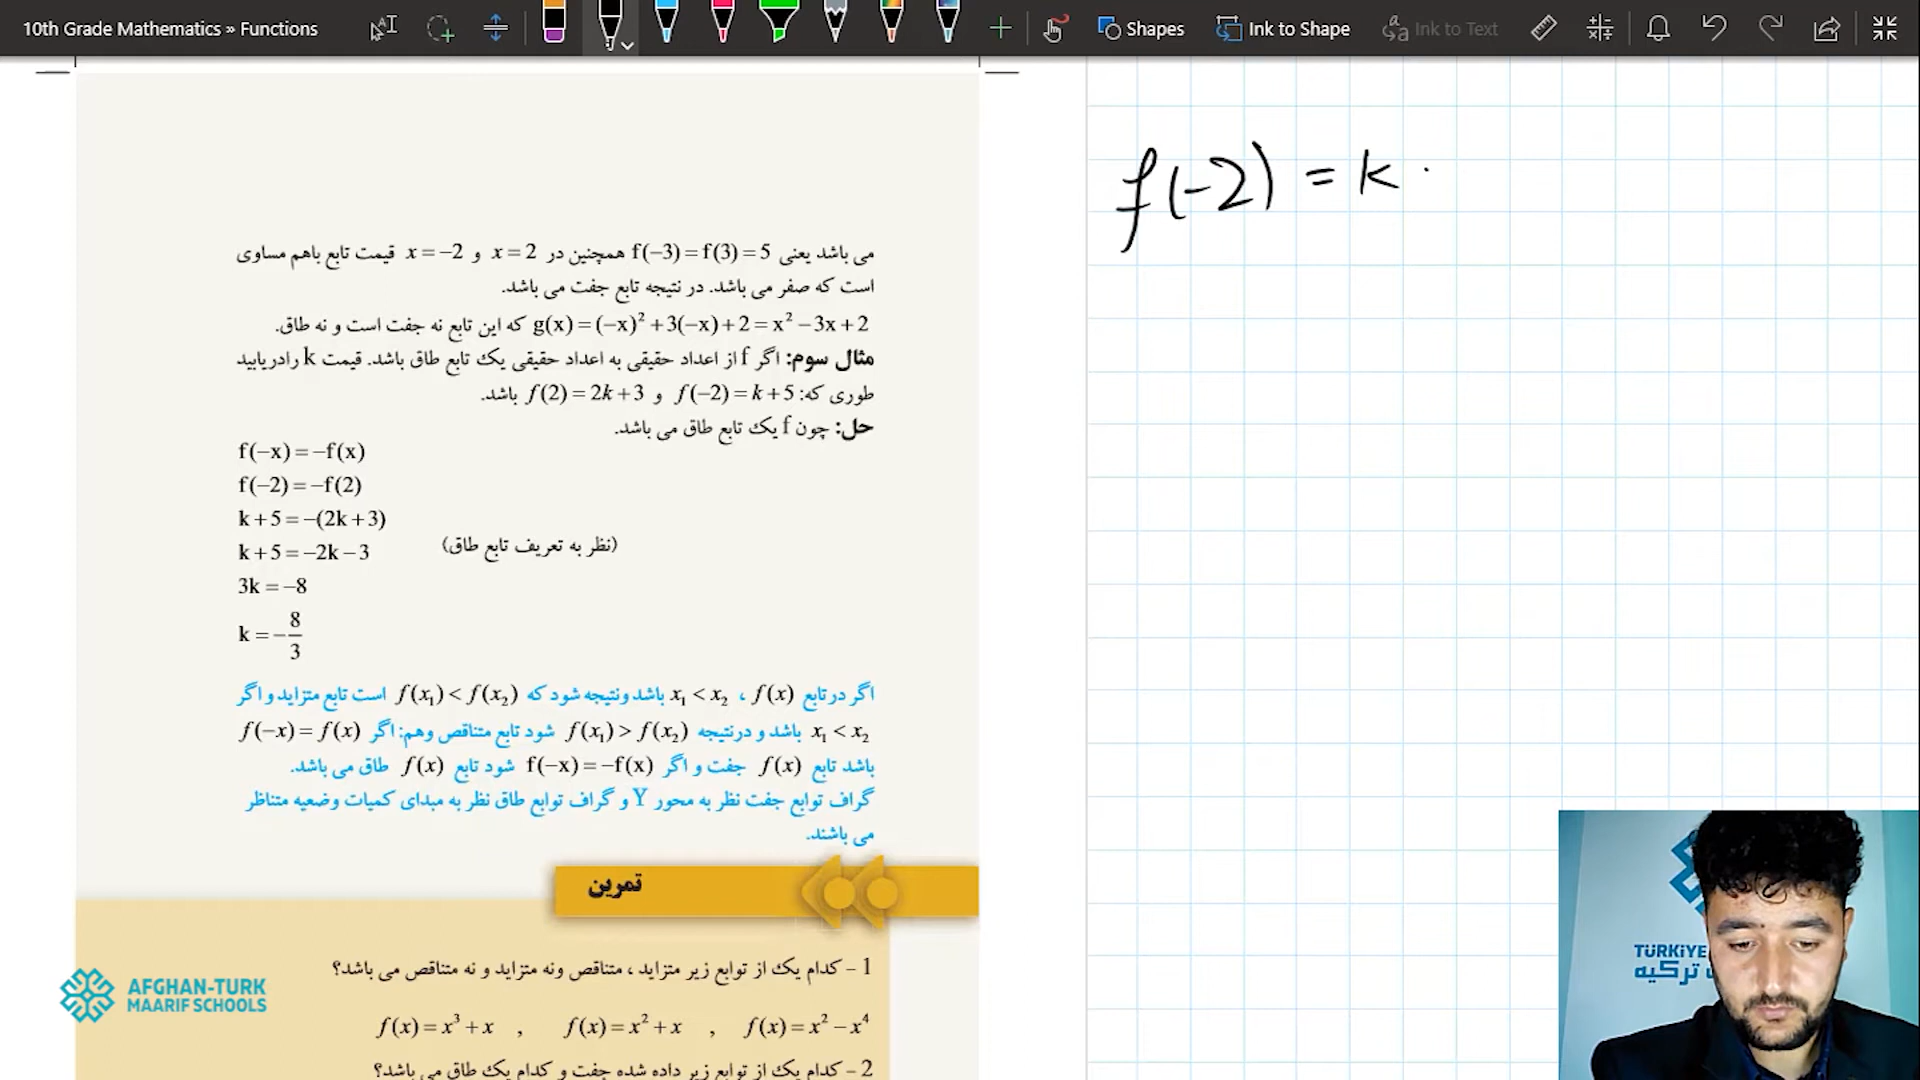 10th Grade Mathematics » Functions
Shapes
Ink to Shape
Ink to Text
f(-2) = k
می باشد یعنی f(−3) = f(3) = 5 همچنین در x = 2 و x = −2 قیمت تابع باهم مساوی
است که صفر می باشد. در نتیجه تابع جفت می باشد.
g(x) = (−x)² + 3(−x) + 2 = x² − 3x + 2 که این تابع نه جفت است و نه طاق.
مثال سوم: اگر f از اعداد حقیقی به اعداد حقیقی یک تابع طاق باشد. قیمت k رادریابید
طوری که: f(−2) = k + 5 و f(2) = 2k + 3 باشد.
حل: چون f یک تابع طاق می باشد.
f(−x) = −f(x)
f(−2) = −f(2)
k + 5 = −(2k + 3)
k + 5 = −2k − 3 (نظر به تعریف تابع طاق)
3k = −8
k = −8/3
اگر درتابع f(x) ، x₁ < x₂ باشد ونتیجه شود که f(x₁) < f(x₂) است تابع متزاید و اگر
x₁ < x₂ باشد و درنتیجه f(x₁) > f(x₂) شود تابع متناقص وهم: اگر f(−x) = f(x)
باشد تابع f(x) جفت و اگر f(−x) = −f(x) شود تابع f(x) طاق می باشد.
گراف توابع جفت نظر به محور Y و گراف توابع طاق نظر به مبدای کمیات وضعیه متناظر
می باشند.
تمرین
1 – کدام یک از توابع زیر متزاید ، متناقص ونه متزاید و نه متناقص می باشد؟
f(x) = x³ + x , f(x) = x² + x , f(x) = x² − x⁴
2 – کدام یک از توابع زیر داده شده جفت و کدام یک طاق می باشد؟
AFGHAN-TURK
MAARIF SCHOOLS
TÜRKİYE
ترکیه